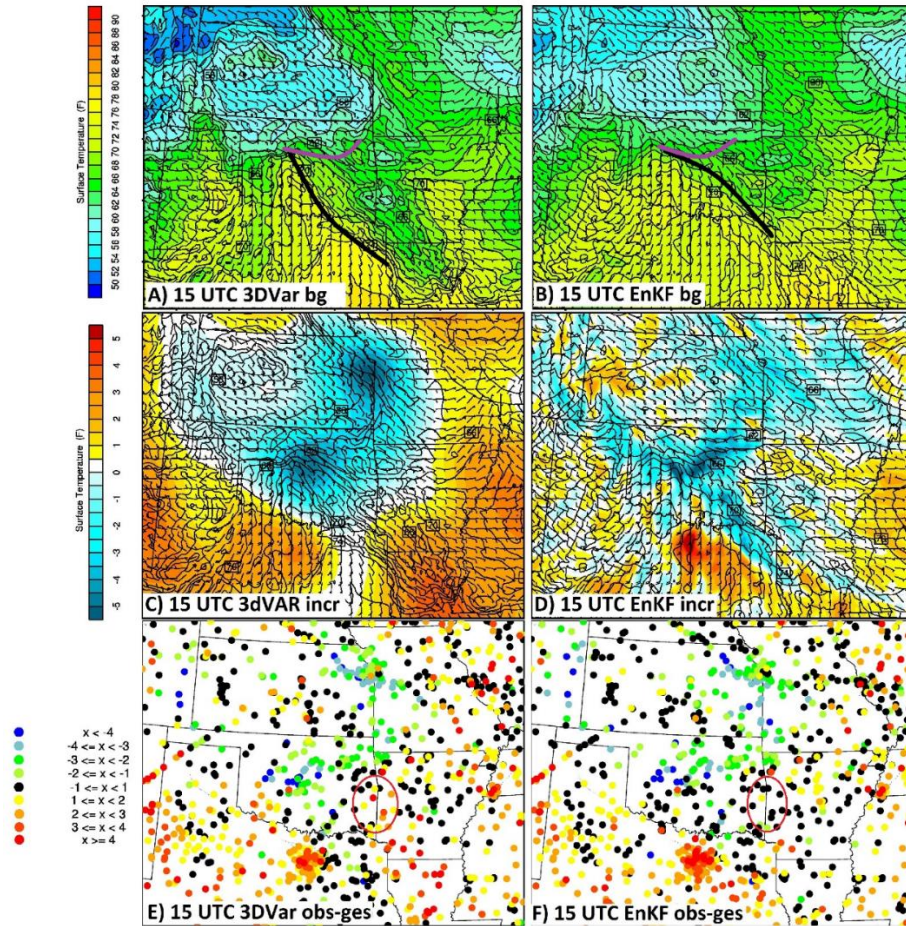 90
88
86
84
82
80
78
76
74
72
70
68
66
64
62
60
58
56
54
52
50
Surface Temperature (F)
A) 15 UTC 3DVar bg
B) 15 UTC EnKF bg
5
4
3
2
1
0
-1
-2
-3
-4
-5
Surface Temperature (F)
C) 15 UTC 3dVAR incr
D) 15 UTC EnKF incr
x < -4
-4 <= x < -3
-3 <= x < -2
-2 <= x < -1
-1 <= x < 1
1 <= x < 2
2 <= x < 3
3 <= x < 4
x >= 4
E) 15 UTC 3DVar obs-ges
F) 15 UTC EnKF obs-ges